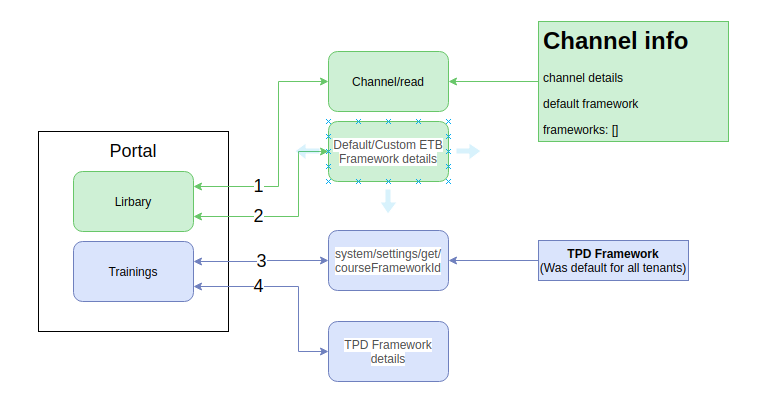 Channel info
channel details
default framework
frameworks: []
Channel/read
Default/Custom ETB
Framework details
Portal
Lirbary
Trainings
1
2
3
4
system/settings/get/
courseFrameworkId
TPD Framework
(Was default for all tenants)
TPD Framework
details